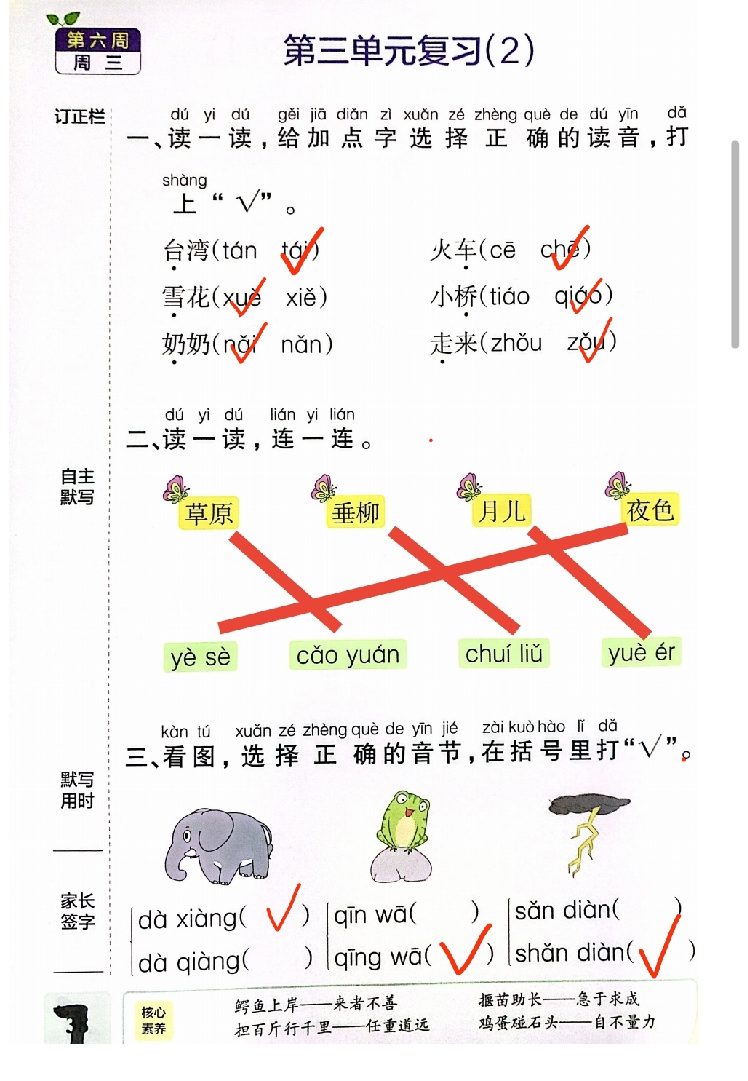 第六周
周三
第三单元复习(2)
订正栏
dú yi dú gěi jiā diǎn zì xuǎn zé zhèng què de dú yīn dǎ
一、读一读，给加点字选择正确的读音，打
shàng
上“√”。
台湾(tán tái) 火车(cē chē)
雪花(xuě xiě) 小桥(tiáo qiáo)
奶奶(nǎi nǎn) 走来(zhǒu zǒu)
dú yi dú lián yi lián
二、读一读，连一连。
自主
默写
草原 垂柳 月儿 夜色
yè sè cǎo yuán chuí liǔ yuè ér
kàn tú xuǎn zé zhèng què de yīn jié zài kuò hào lǐ dǎ
三、看图，选择正确的音节，在括号里打“√”。
默写
用时
家长
签字
dà xiàng( √ ) qīn wā( ) sǎn diàn( )
dà qiàng( ) qīng wā( √ ) shǎn diàn( √ )
核心
素养
鳄鱼上岸——来者不善 揠苗助长——急于求成
担百斤行千里——任重道远 鸡蛋碰石头——自不量力